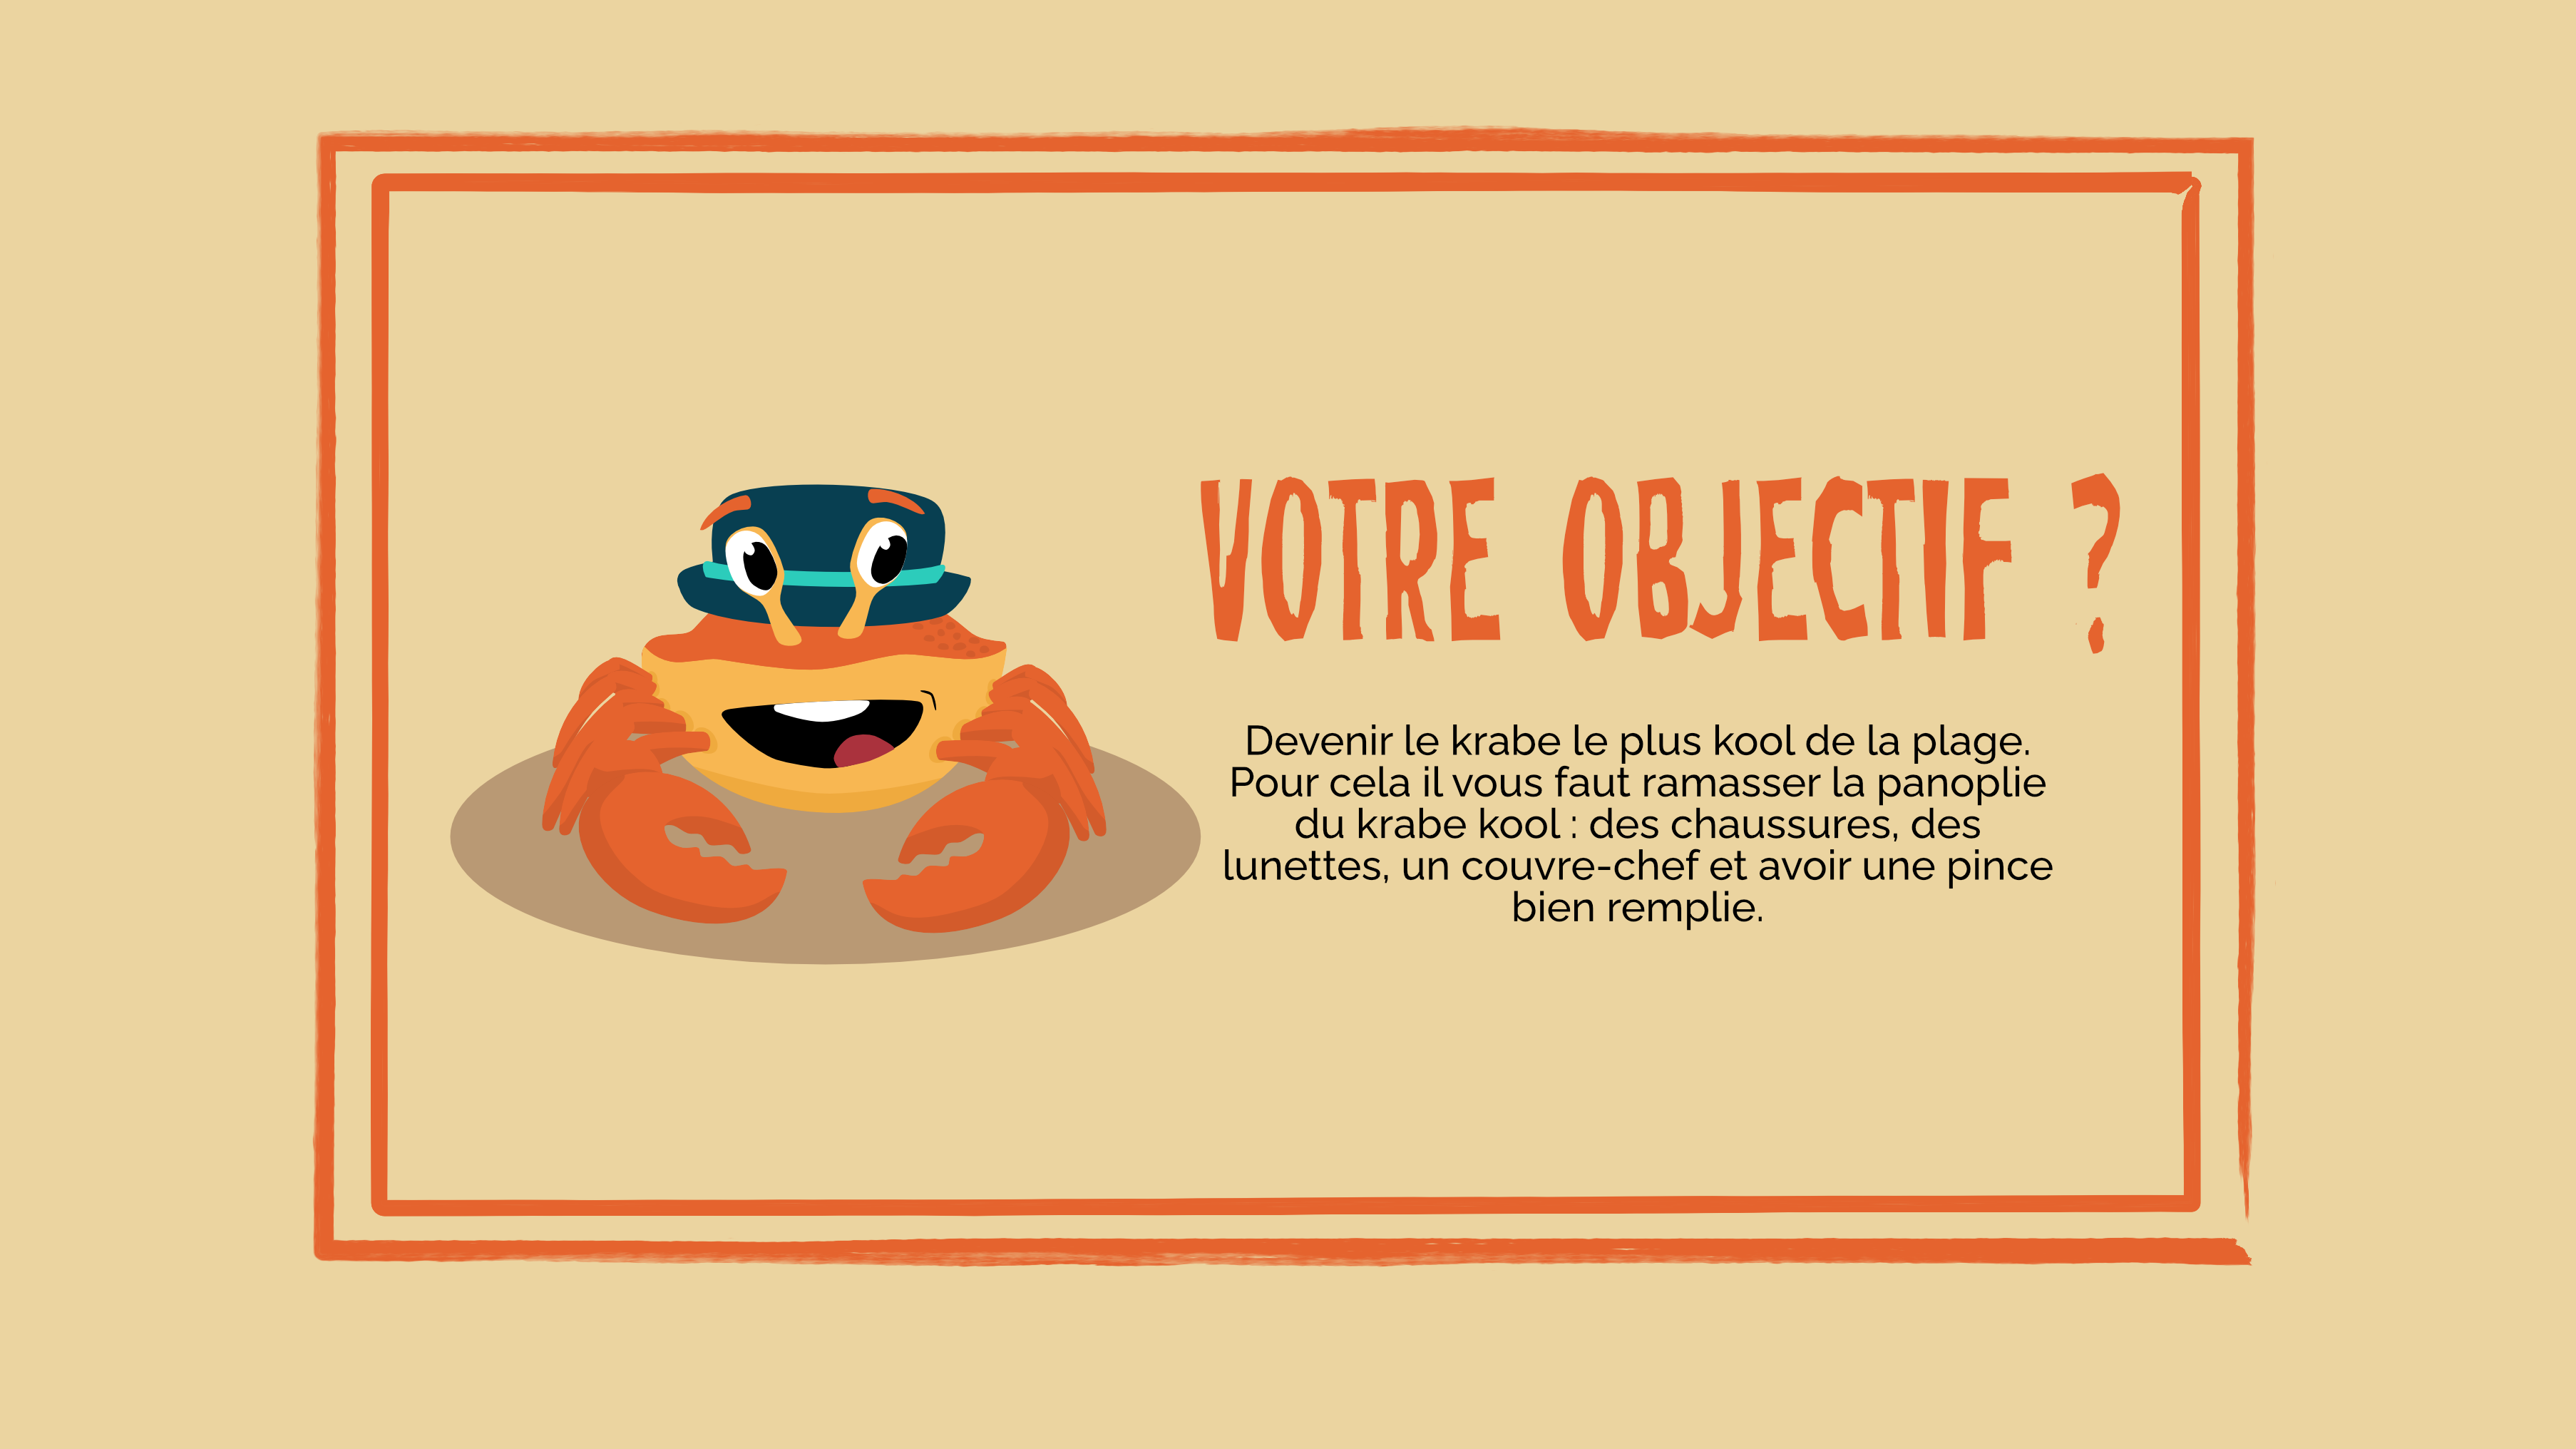 VOTRE OBJECTIF ?
Devenir le krabe le plus kool de la plage.
Pour cela il vous faut ramasser la panoplie
du krabe kool : des chaussures, des
lunettes, un couvre-chef et avoir une pince
bien remplie.